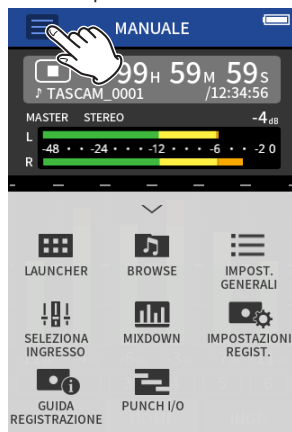 MANUALE
99H 59M 59S
♪ TASCAM_0001 /12:34:56
MASTER STEREO -4dB
L
-48 · · -24 · · · -12 · · · -6 · · -2 0
R
LAUNCHER
BROWSE
IMPOST.
GENERALI
SELEZIONA
INGRESSO
MIXDOWN
IMPOSTAZIONI
REGIST.
GUIDA
REGISTRAZIONE
PUNCH I/O